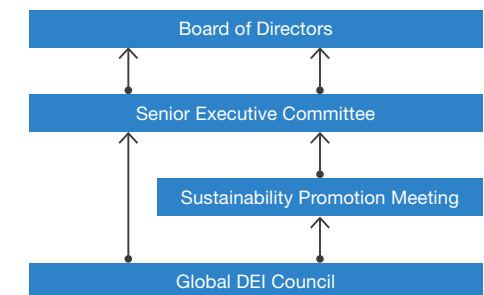 Board of Directors
Senior Executive Committee
Sustainability Promotion Meeting
Global DEI Council